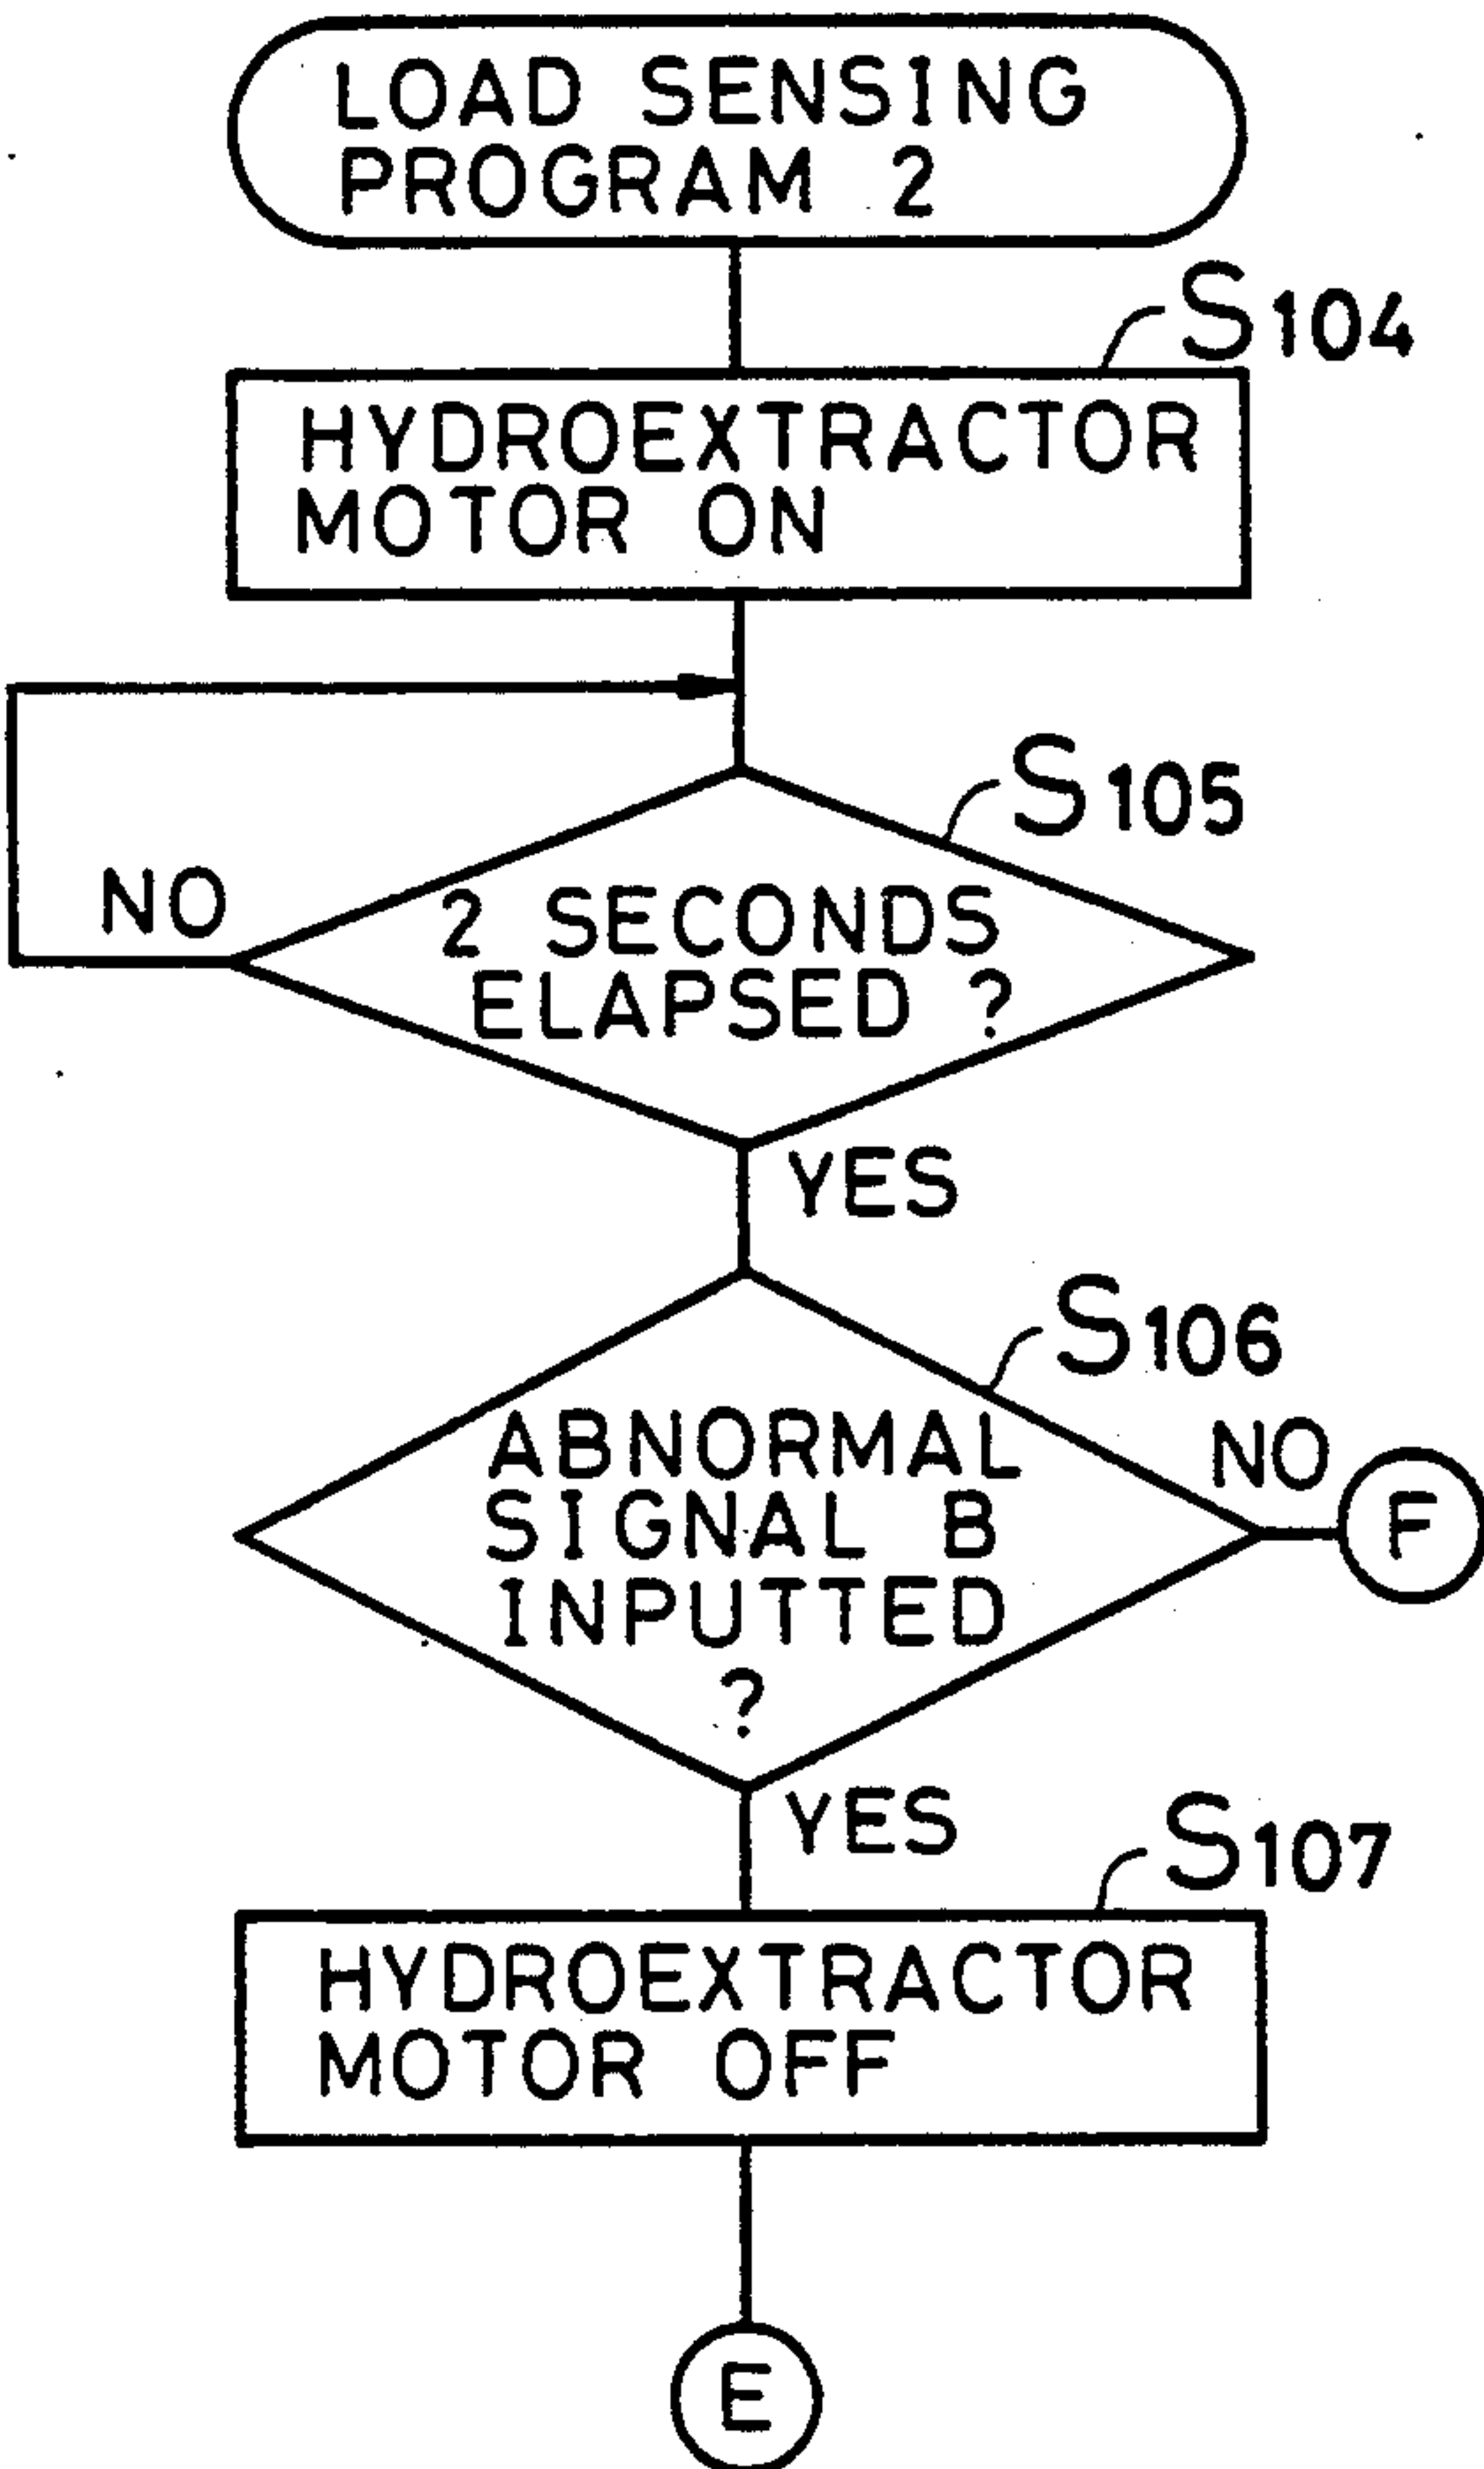 LOAD SENSING
PROGRAM 2
S104
HYDROEXTRACTOR
MOTOR ON
S105
NO
2 SECONDS
ELAPSED ?
YES
S106
ABNORMAL
SIGNAL B
INPUTTED
?
NO
F
YES
S107
HYDROEXTRACTOR
MOTOR OFF
E